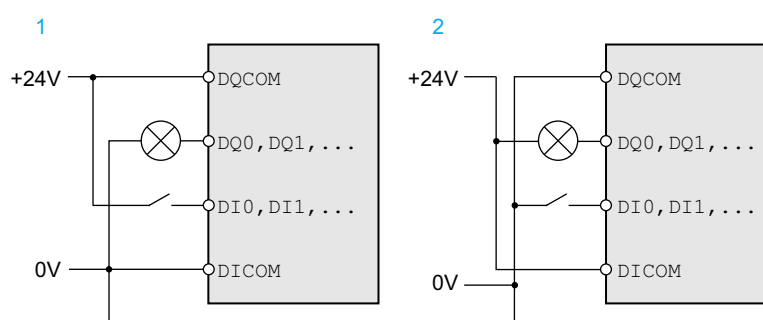 1
+24V
DQCOM
DQ0,DQ1,...
DI0,DI1,...
0V
DICOM
2
+24V
DQCOM
DQ0,DQ1,...
DI0,DI1,...
DICOM
0V